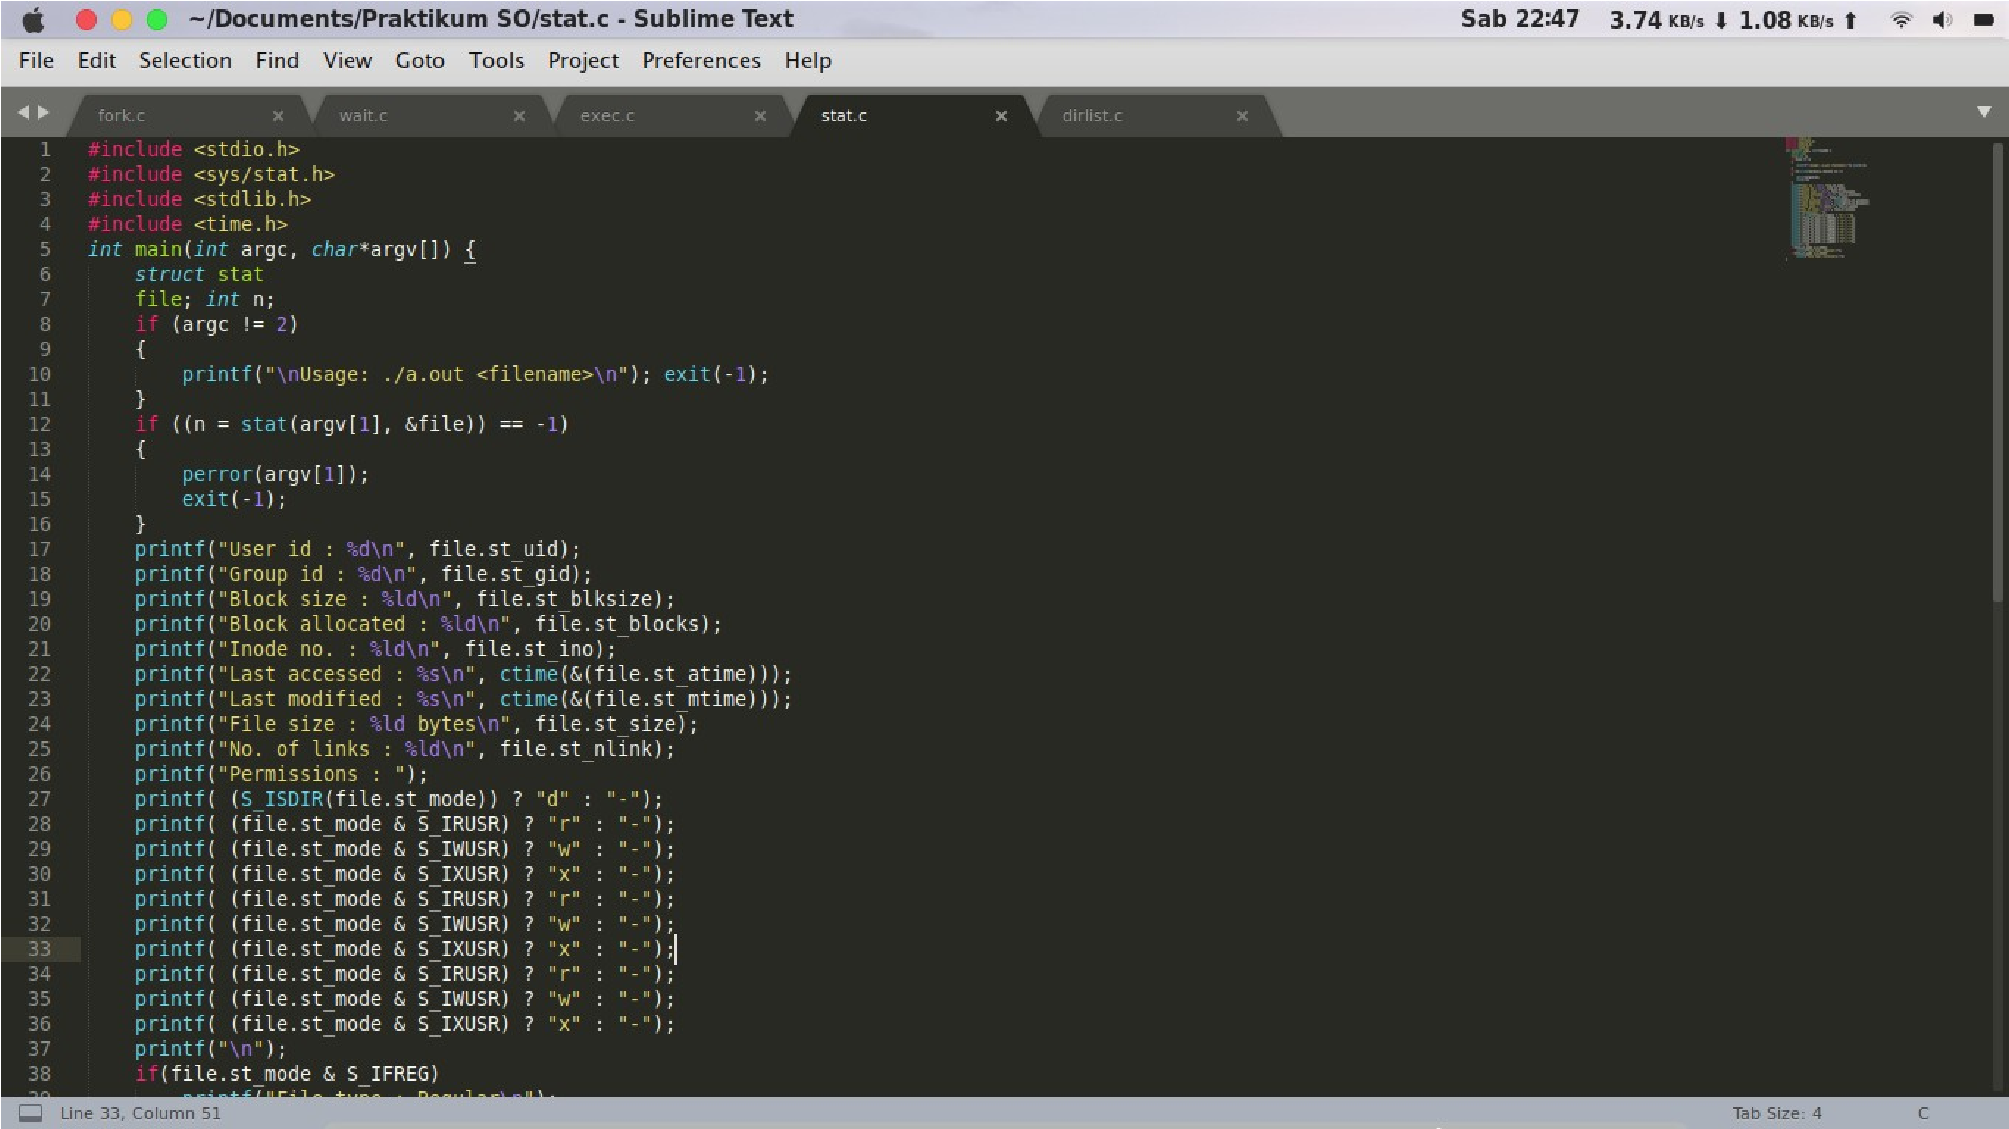 ~/Documents/Praktikum SO/stat.c - Sublime Text Sab 22:47 3.74 KB/s ⬇ 1.08 KB/s ⬆
File Edit Selection Find View Goto Tools Project Preferences Help
fork.c × wait.c × exec.c × stat.c × dirlist.c ×
1 #include <stdio.h>
2 #include <sys/stat.h>
3 #include <stdlib.h>
4 #include <time.h>
5 int main(int argc, char*argv[]) {
6 struct stat
7 file; int n;
8 if (argc != 2)
9 {
10 printf("\nUsage: ./a.out <filename>\n"); exit(-1);
11 }
12 if ((n = stat(argv[1], &file)) == -1)
13 {
14 perror(argv[1]);
15 exit(-1);
16 }
17 printf("User id : %d\n", file.st_uid);
18 printf("Group id : %d\n", file.st_gid);
19 printf("Block size : %ld\n", file.st_blksize);
20 printf("Block allocated : %ld\n", file.st_blocks);
21 printf("Inode no. : %ld\n", file.st_ino);
22 printf("Last accessed : %s\n", ctime(&(file.st_atime)));
23 printf("Last modified : %s\n", ctime(&(file.st_mtime)));
24 printf("File size : %ld bytes\n", file.st_size);
25 printf("No. of links : %ld\n", file.st_nlink);
26 printf("Permissions : ");
27 printf( (S_ISDIR(file.st_mode)) ? "d" : "-");
28 printf( (file.st_mode & S_IRUSR) ? "r" : "-");
29 printf( (file.st_mode & S_IWUSR) ? "w" : "-");
30 printf( (file.st_mode & S_IXUSR) ? "x" : "-");
31 printf( (file.st_mode & S_IRUSR) ? "r" : "-");
32 printf( (file.st_mode & S_IWUSR) ? "w" : "-");
33 printf( (file.st_mode & S_IXUSR) ? "x" : "-");
34 printf( (file.st_mode & S_IRUSR) ? "r" : "-");
35 printf( (file.st_mode & S_IWUSR) ? "w" : "-");
36 printf( (file.st_mode & S_IXUSR) ? "x" : "-");
37 printf("\n");
38 if(file.st_mode & S_IFREG)
39 printf("File type : Regular\n");
Line 33, Column 51 Tab Size: 4 C